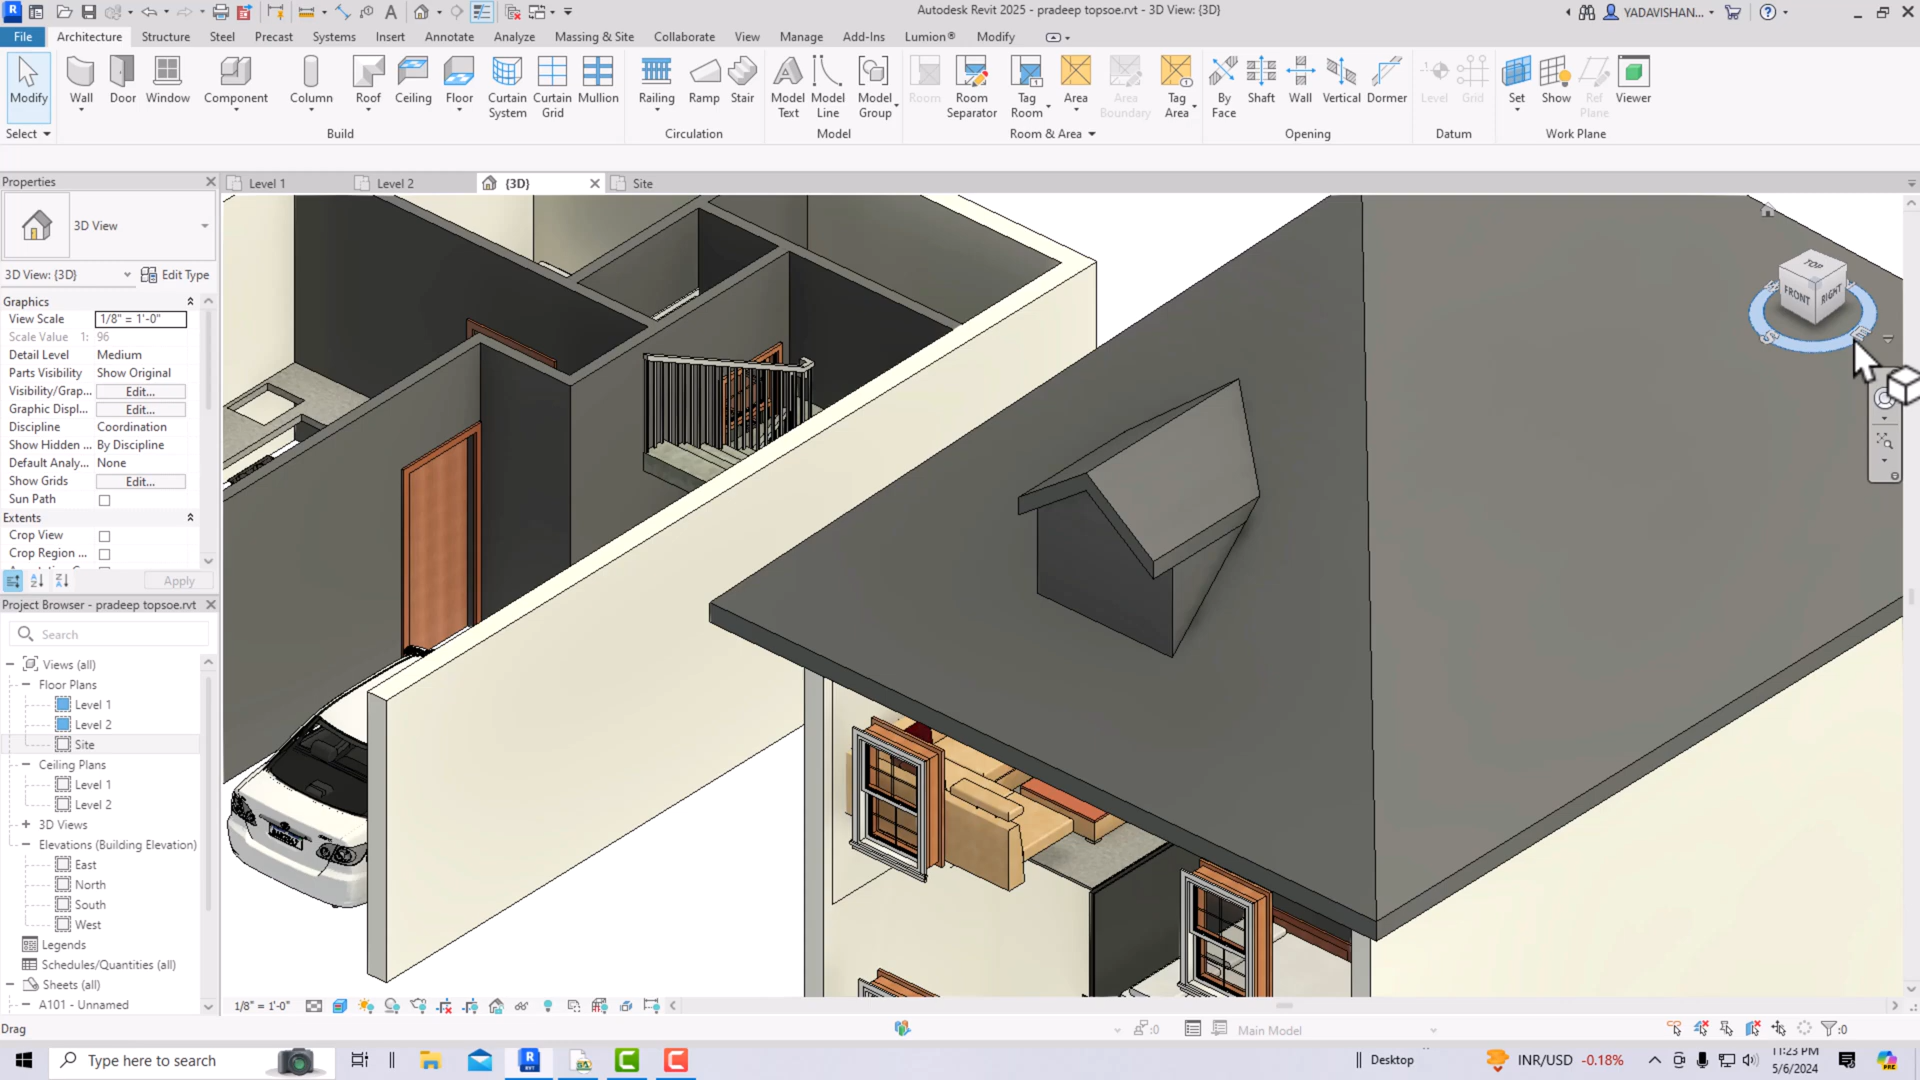 Autodesk Revit 2025 - pradeep topsoe.rvt - 3D View: {3D}
YADAVISHAN...
File Architecture Structure Steel Precast Systems Insert Annotate Analyze Massing & Site Collaborate View Manage Add-Ins Lumion® Modify
Modify Wall Door Window Component Column Roof Ceiling Floor Curtain System Curtain Grid Mullion Railing Ramp Stair Model Text Model Line Model Group Room Room Separator Tag Room Area Area Boundary Tag Area By Face Shaft Wall Vertical Dormer Level Grid Set Show Ref Plane Viewer
Select Build Circulation Model Room & Area Opening Datum Work Plane
Properties
Level 1 Level 2 {3D} Site
3D View
3D View: {3D} Edit Type
Graphics
View Scale 1/8" = 1'-0"
Scale Value 1: 96
Detail Level Medium
Parts Visibility Show Original
Visibility/Grap... Edit...
Graphic Displ... Edit...
Discipline Coordination
Show Hidden ... By Discipline
Default Analy... None
Show Grids Edit...
Sun Path
Extents
Crop View
Crop Region ...
Apply
Project Browser - pradeep topsoe.rvt
Search
Views (all)
Floor Plans
Level 1
Level 2
Site
Ceiling Plans
Level 1
Level 2
3D Views
Elevations (Building Elevation)
East
North
South
West
Legends
Schedules/Quantities (all)
Sheets (all)
A101 - Unnamed
TOP
FRONT RIGHT
S E
1/8" = 1'-0"
Drag
:0
Main Model
:0
Type here to search
Desktop
INR/USD -0.18%
11:23 PM
5/6/2024